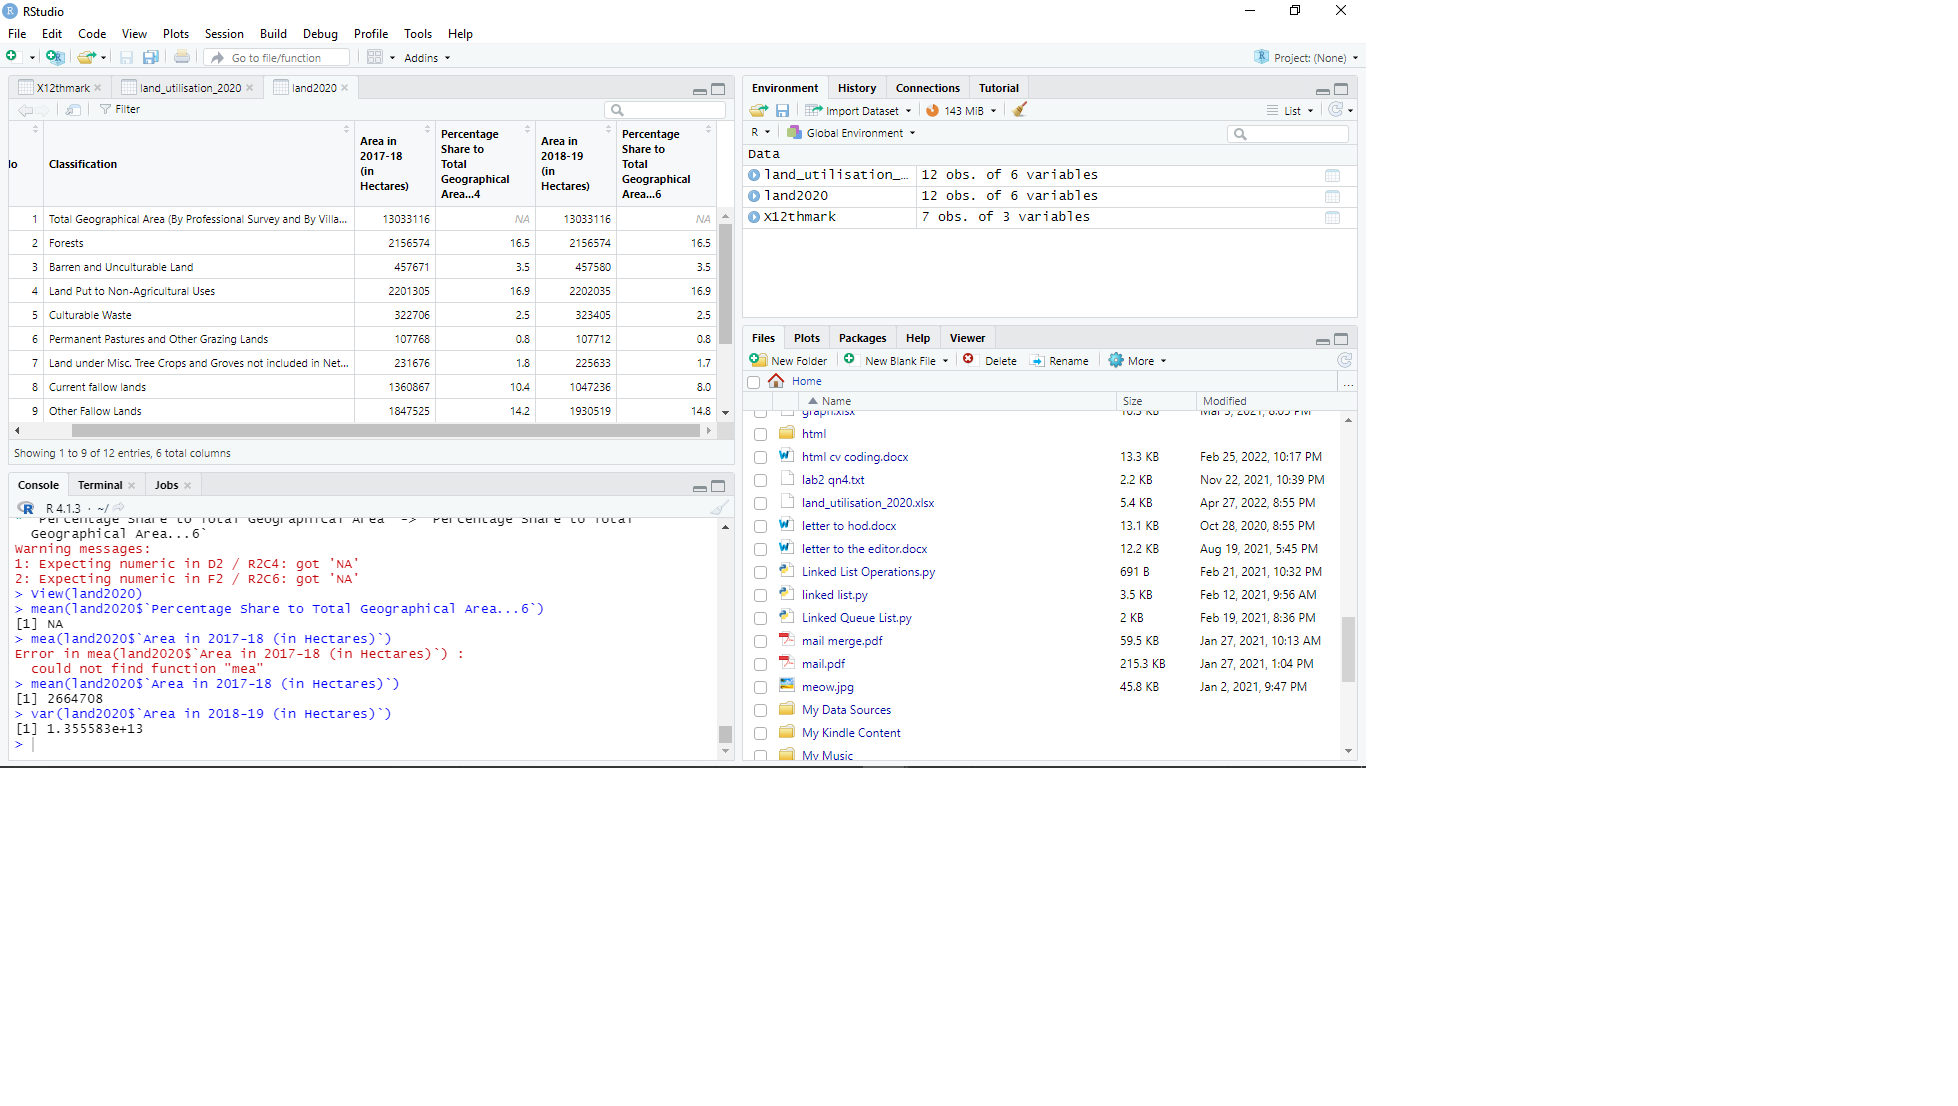 RStudio
File Edit Code View Plots Session Build Debug Profile Tools Help
Go to file/function Addins Project: (None)
X12thmark land_utilisation_2020 land2020
Filter
lo Classification Area in 2017-18 (in Hectares) Percentage Share to Total Geographical Area...4 Area in 2018-19 (in Hectares) Percentage Share to Total Geographical Area...6
1 Total Geographical Area (By Professional Survey and By Villa... 13033116 NA 13033116 NA
2 Forests 2156574 16.5 2156574 16.5
3 Barren and Unculturable Land 457671 3.5 457580 3.5
4 Land Put to Non-Agricultural Uses 2201305 16.9 2202035 16.9
5 Culturable Waste 322706 2.5 323405 2.5
6 Permanent Pastures and Other Grazing Lands 107768 0.8 107712 0.8
7 Land under Misc. Tree Crops and Groves not included in Net... 231676 1.8 225633 1.7
8 Current fallow lands 1360867 10.4 1047236 8.0
9 Other Fallow Lands 1847525 14.2 1930519 14.8
Showing 1 to 9 of 12 entries, 6 total columns
Console Terminal Jobs
R 4.1.3 · ~/
* `Percentage Share to Total Geographical Area` -> `Percentage Share to Total
Geographical Area...6`
Warning messages:
1: Expecting numeric in D2 / R2C4: got 'NA'
2: Expecting numeric in F2 / R2C6: got 'NA'
> View(land2020)
> mean(land2020$`Percentage Share to Total Geographical Area...6`)
[1] NA
> mea(land2020$`Area in 2017-18 (in Hectares)`)
Error in mea(land2020$`Area in 2017-18 (in Hectares)`) :
could not find function "mea"
> mean(land2020$`Area in 2017-18 (in Hectares)`)
[1] 2664708
> var(land2020$`Area in 2018-19 (in Hectares)`)
[1] 1.355583e+13
>
Environment History Connections Tutorial
Import Dataset 143 MiB List
R Global Environment
Data
land_utilisation_... 12 obs. of 6 variables
land2020 12 obs. of 6 variables
X12thmark 7 obs. of 3 variables
Files Plots Packages Help Viewer
New Folder New Blank File Delete Rename More
Home ...
Name Size Modified
graph.xlsx 10.5 KB Mar 5, 2021, 8:05 PM
html
html cv coding.docx 13.3 KB Feb 25, 2022, 10:17 PM
lab2 qn4.txt 2.2 KB Nov 22, 2021, 10:39 PM
land_utilisation_2020.xlsx 5.4 KB Apr 27, 2022, 8:55 PM
letter to hod.docx 13.1 KB Oct 28, 2020, 8:55 PM
letter to the editor.docx 12.2 KB Aug 19, 2021, 5:45 PM
Linked List Operations.py 691 B Feb 21, 2021, 10:32 PM
linked list.py 3.5 KB Feb 12, 2021, 9:56 AM
Linked Queue List.py 2 KB Feb 19, 2021, 8:36 PM
mail merge.pdf 59.5 KB Jan 27, 2021, 10:13 AM
mail.pdf 215.3 KB Jan 27, 2021, 1:04 PM
meow.jpg 45.8 KB Jan 2, 2021, 9:47 PM
My Data Sources
My Kindle Content
My Music